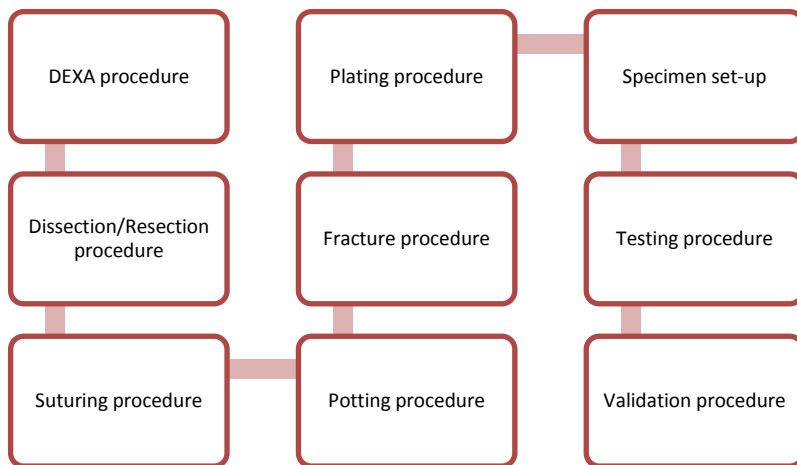 DEXA procedure
Dissection/Resection
procedure
Suturing procedure
Potting procedure
Fracture procedure
Plating procedure
Specimen set-up
Testing procedure
Validation procedure